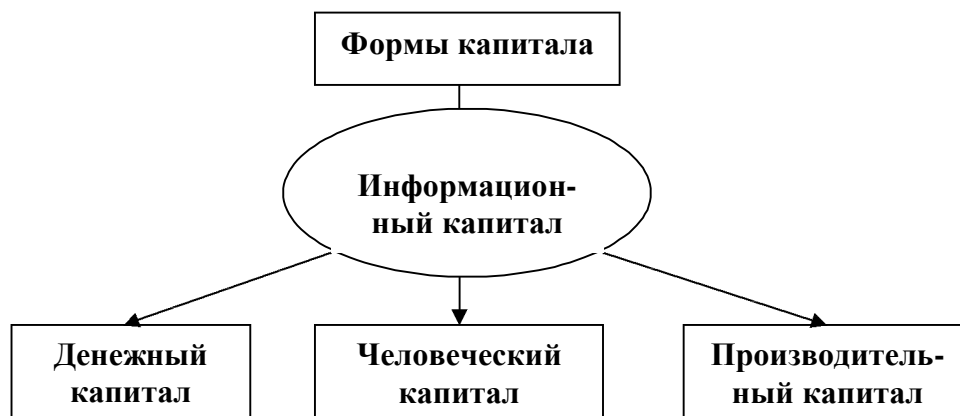 Формы капитала
Информацион-
ный капитал
Денежный
капитал
Человеческий
капитал
Производитель-
ный капитал